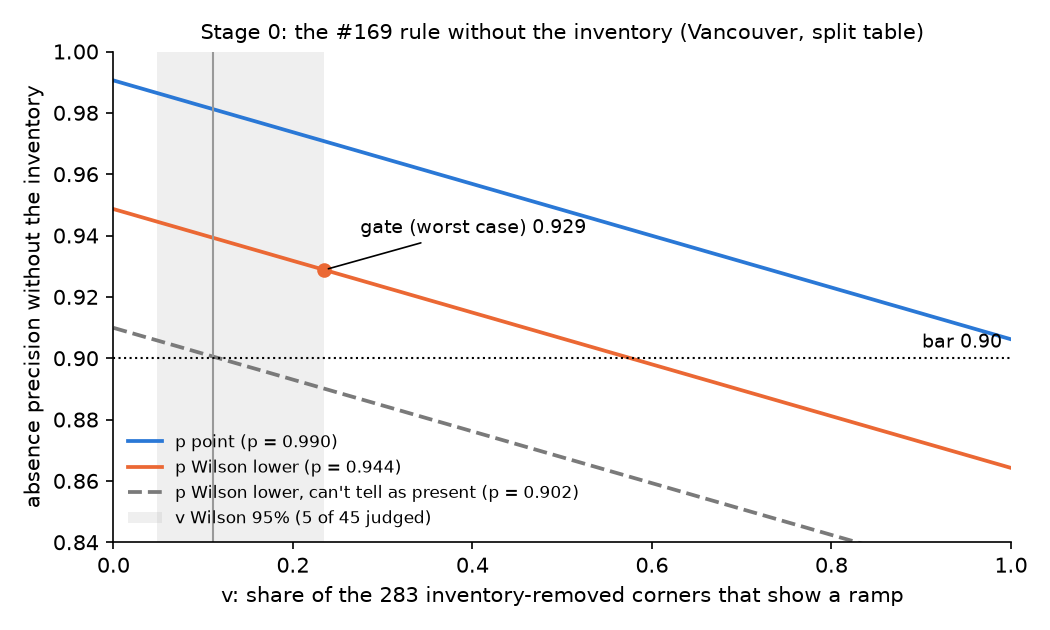 Stage 0: the #169 rule without the inventory (Vancouver, split table)
absence precision without the inventory
1.00
0.98
0.96
0.94
0.92
0.90
0.88
0.86
0.84
gate (worst case) 0.929
bar 0.90
p point (p = 0.990)
p Wilson lower (p = 0.944)
p Wilson lower, can't tell as present (p = 0.902)
v Wilson 95% (5 of 45 judged)
0.0 0.2 0.4 0.6 0.8 1.0
v: share of the 283 inventory-removed corners that show a ramp